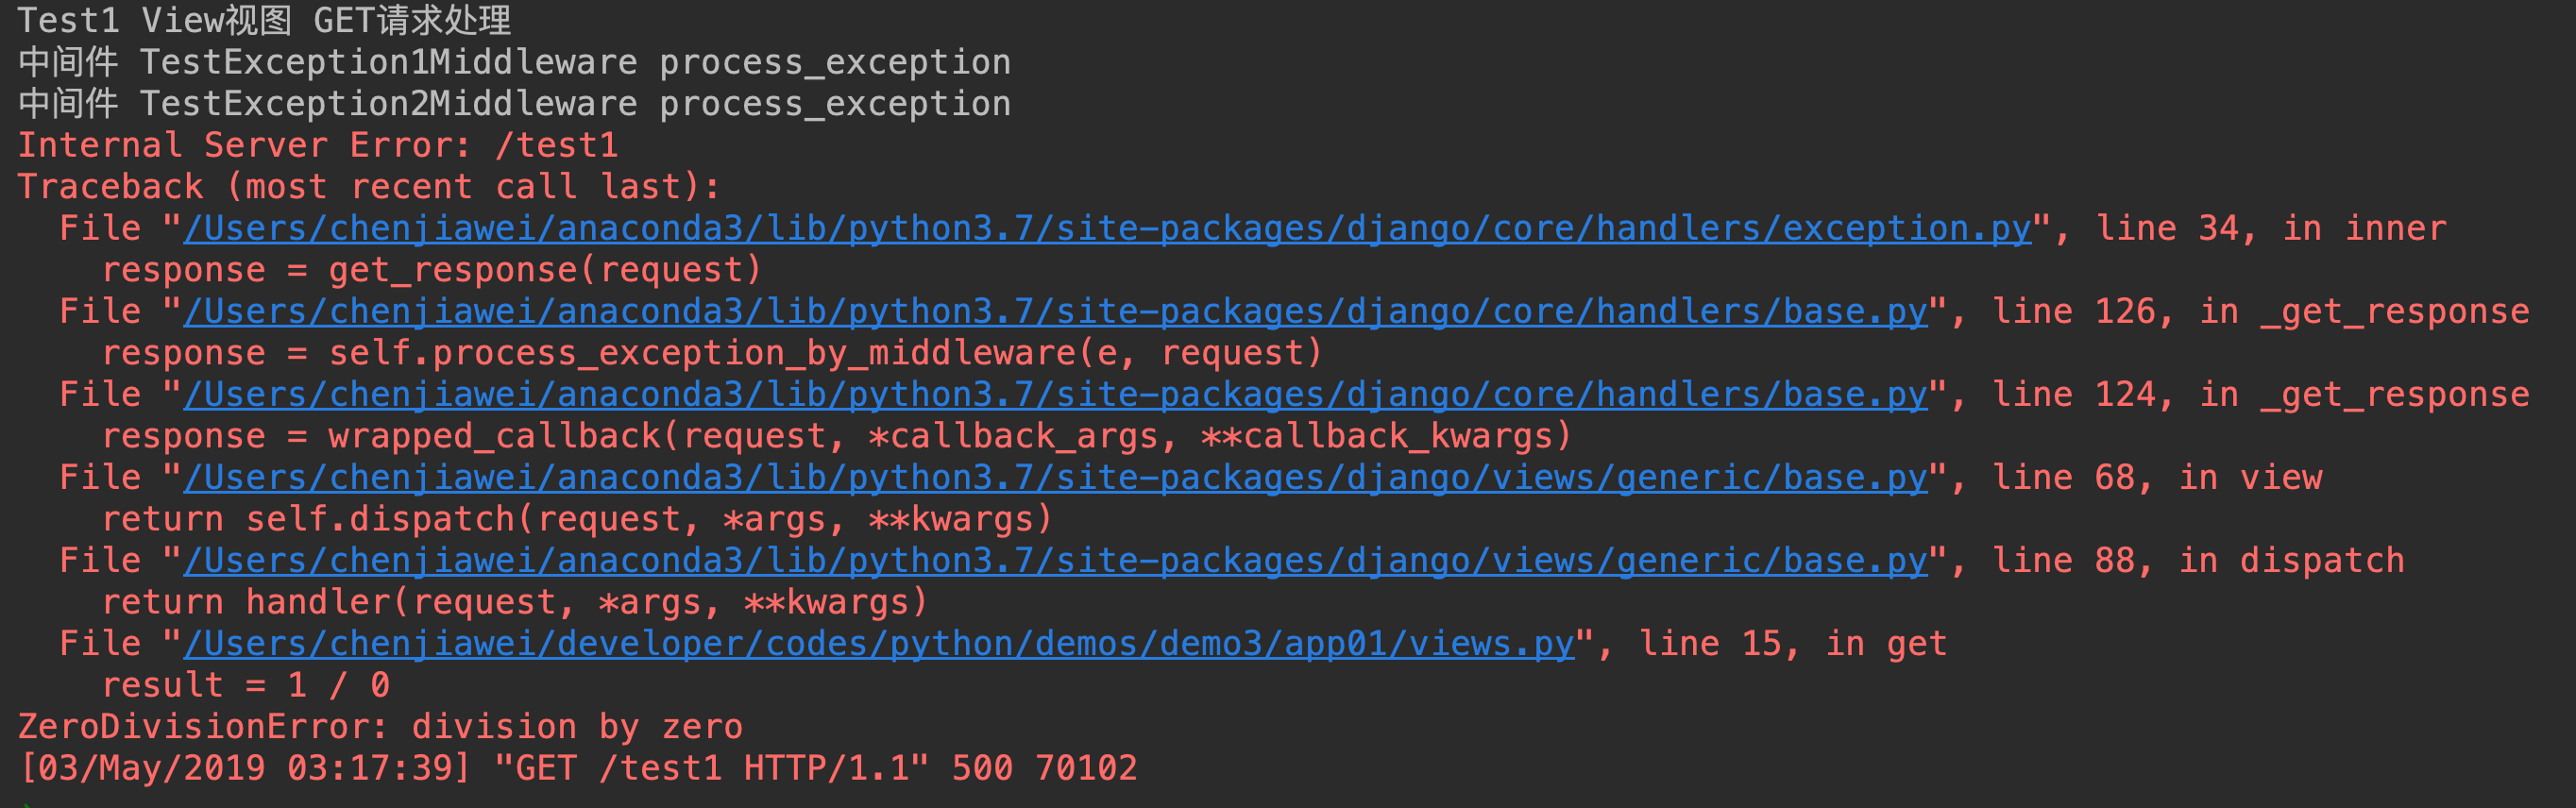 Test1 View视图 GET请求处理
中间件 TestException1Middleware process_exception
中间件 TestException2Middleware process_exception
Internal Server Error: /test1
Traceback (most recent call last):
  File "/Users/chenjiawei/anaconda3/lib/python3.7/site-packages/django/core/handlers/exception.py", line 34, in inner
    response = get_response(request)
  File "/Users/chenjiawei/anaconda3/lib/python3.7/site-packages/django/core/handlers/base.py", line 126, in _get_response
    response = self.process_exception_by_middleware(e, request)
  File "/Users/chenjiawei/anaconda3/lib/python3.7/site-packages/django/core/handlers/base.py", line 124, in _get_response
    response = wrapped_callback(request, *callback_args, **callback_kwargs)
  File "/Users/chenjiawei/anaconda3/lib/python3.7/site-packages/django/views/generic/base.py", line 68, in view
    return self.dispatch(request, *args, **kwargs)
  File "/Users/chenjiawei/anaconda3/lib/python3.7/site-packages/django/views/generic/base.py", line 88, in dispatch
    return handler(request, *args, **kwargs)
  File "/Users/chenjiawei/developer/codes/python/demos/demo3/app01/views.py", line 15, in get
    result = 1 / 0
ZeroDivisionError: division by zero
[03/May/2019 03:17:39] "GET /test1 HTTP/1.1" 500 70102